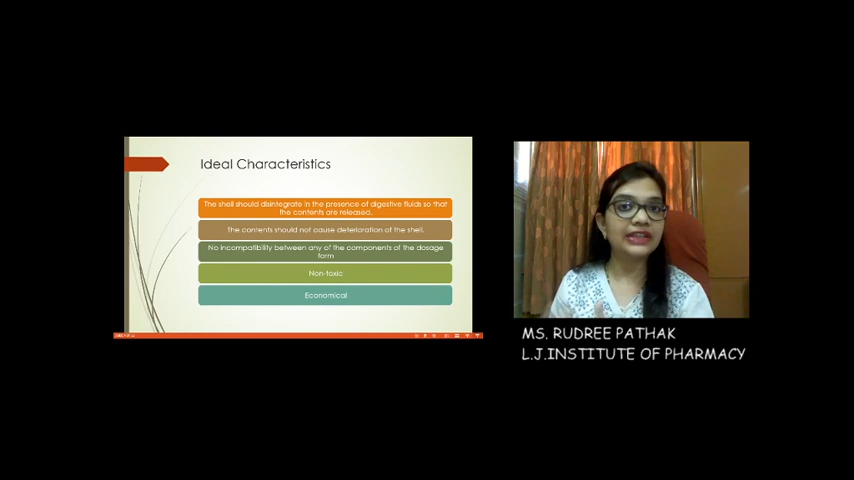 Ideal Characteristics
The shell should disintegrate in the presence of digestive fluids so that
the contents are released.
The contents should not cause deterioration of the shell.
No incompatibility between any of the components of the dosage
form
Non-toxic
Economical
MS. RUDREE PATHAK
L.J.INSTITUTE OF PHARMACY